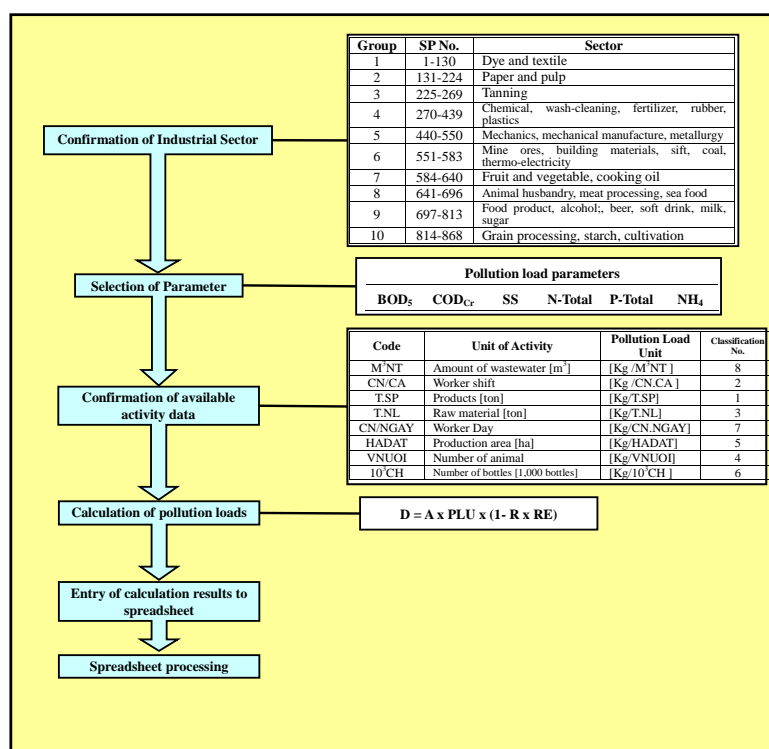 Group SP No. Sector
1 1-130 Dye and textile
2 131-224 Paper and pulp
3 225-269 Tanning
4 270-439 Chemical, wash-cleaning, fertilizer, rubber,
plastics
5 440-550 Mechanics, mechanical manufacture, metallurgy
6 551-583 Mine ores, building materials, sift, coal,
thermo-electricity
7 584-640 Fruit and vegetable, cooking oil
8 641-696 Animal husbandry, meat processing, sea food
9 697-813 Food product, alcohol;, beer, soft drink, milk,
sugar
10 814-868 Grain processing, starch, cultivation
Confirmation of Industrial Sector
Selection of Parameter
Pollution load parameters
BOD₅ COD_Cr SS N-Total P-Total NH₄
Confirmation of available
activity data
Code Unit of Activity Pollution Load
Unit Classification
No.
M³NT Amount of wastewater [m³] [Kg /M³NT ] 8
CN/CA Worker shift [Kg /CN.CA ] 2
T.SP Products [ton] [Kg/T.SP] 1
T.NL Raw material [ton] [Kg/T.NL] 3
CN/NGAY Worker Day [Kg/CN.NGAY] 7
HADAT Production area [ha] [Kg/HADAT] 5
VNUOI Number of animal [Kg/VNUOI] 4
10³CH Number of bottles [1,000 bottles] [Kg/10³CH ] 6
Calculation of pollution loads
D = A x PLU x (1- R x RE)
Entry of calculation results to
spreadsheet
Spreadsheet processing